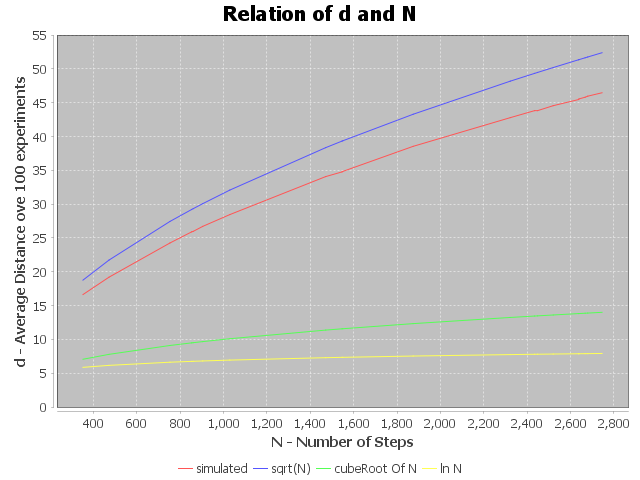 Relation of d and N
55
50
45
40
35
30
25
20
15
10
5
0
d - Average Distance ove 100 experiments
400 600 800 1,000 1,200 1,400 1,600 1,800 2,000 2,200 2,400 2,600 2,800
N - Number of Steps
simulated sqrt(N) cubeRoot Of N ln N